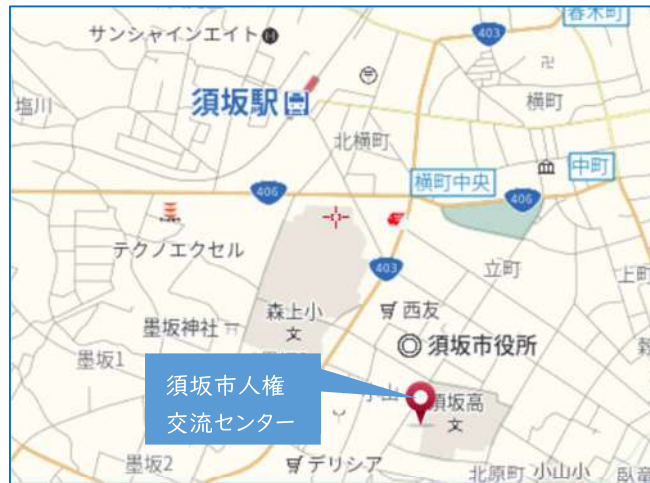 春木町
サンシャインエイト
403
卍
須坂駅
横町
塩川
北横町
中町
横町中央
406
406
テクノエクセル
立町
403
上町
森上小
文
西友
墨坂神社
須坂市役所
墨坂1
須坂市人権
交流センター
小山
須坂高
文
墨坂2
デリシア
北原町
小山小
臥竜